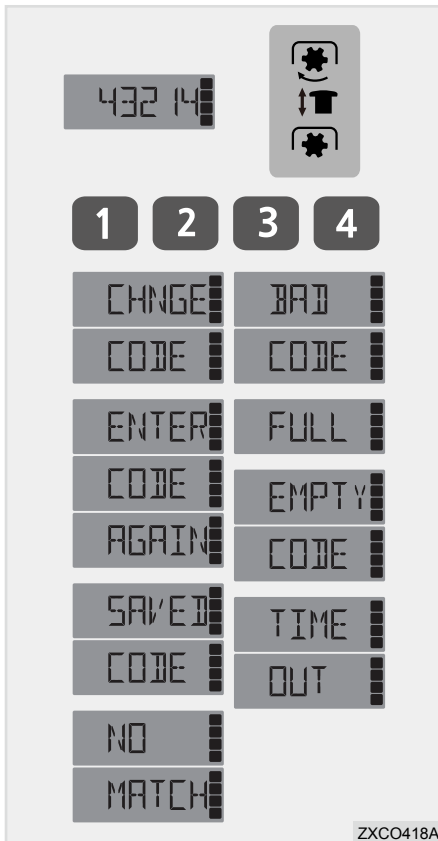 43214
1 2 3 4
CHNGE
CODE
ENTER
CODE
AGAIN
SAVED
CODE
NO
MATCH
BAD
CODE
FULL
EMPTY
CODE
TIME
OUT
ZXCO418A